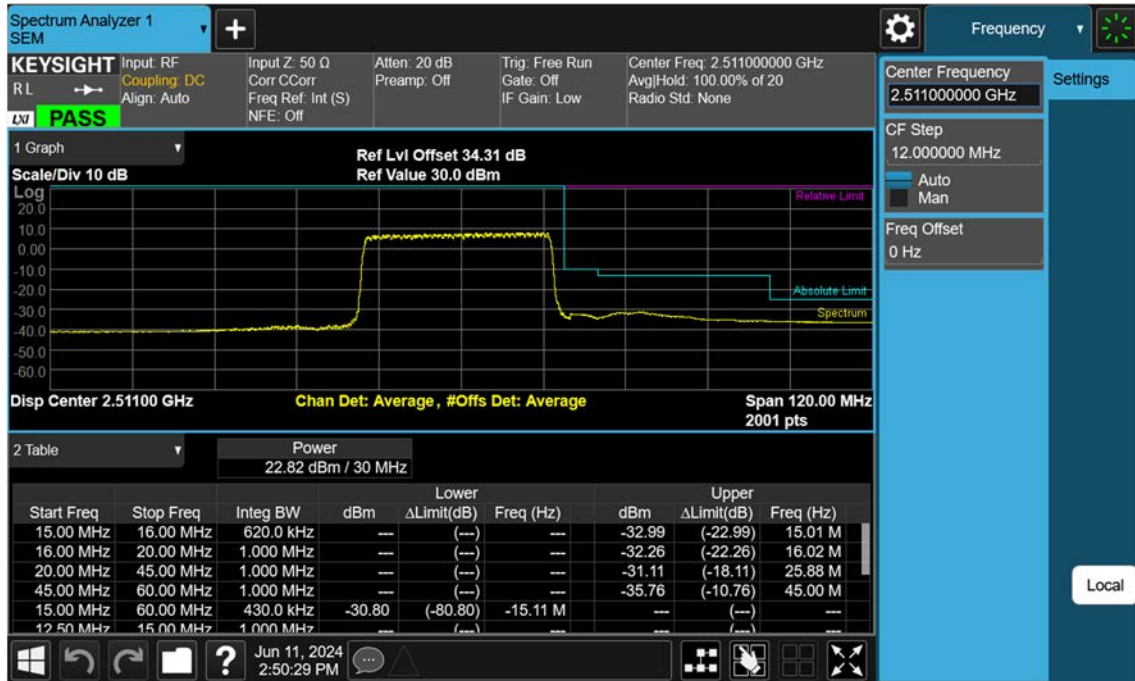 Spectrum Analyzer 1
SEM
Frequency
KEYSIGHT
RL
LXI PASS
Input: RF
Coupling: DC
Align: Auto
Input Z: 50 Ω
Corr CCorr
Freq Ref: Int (S)
NFE: Off
Atten: 20 dB
Preamp: Off
Trig: Free Run
Gate: Off
IF Gain: Low
Center Freq: 2.511000000 GHz
Avg|Hold: 100.00% of 20
Radio Std: None
Center Frequency
2.511000000 GHz
Settings
CF Step
12.000000 MHz
Auto
Man
Freq Offset
0 Hz
Local
1 Graph
Scale/Div 10 dB
Ref Lvl Offset 34.31 dB
Ref Value 30.0 dBm
Log
20.0
10.0
0.00
-10.0
-20.0
-30.0
-40.0
-50.0
-60.0
Relative Limit
Absolute Limit
Spectrum
Disp Center 2.51100 GHz
Chan Det: Average, #Offs Det: Average
Span 120.00 MHz
2001 pts
2 Table
Power
22.82 dBm / 30 MHz
Lower Upper
Start Freq Stop Freq Integ BW dBm ΔLimit(dB) Freq (Hz) dBm ΔLimit(dB) Freq (Hz)
15.00 MHz 16.00 MHz 620.0 kHz --- (---) --- -32.99 (-22.99) 15.01 M
16.00 MHz 20.00 MHz 1.000 MHz --- (---) --- -32.26 (-22.26) 16.02 M
20.00 MHz 45.00 MHz 1.000 MHz --- (---) --- -31.11 (-18.11) 25.88 M
45.00 MHz 60.00 MHz 1.000 MHz --- (---) --- -35.76 (-10.76) 45.00 M
15.00 MHz 60.00 MHz 430.0 kHz -30.80 (-80.80) -15.11 M --- (---) ---
12.50 MHz 15.00 MHz 1.000 MHz --- (---) --- --- (---) ---
Jun 11, 2024
2:50:29 PM